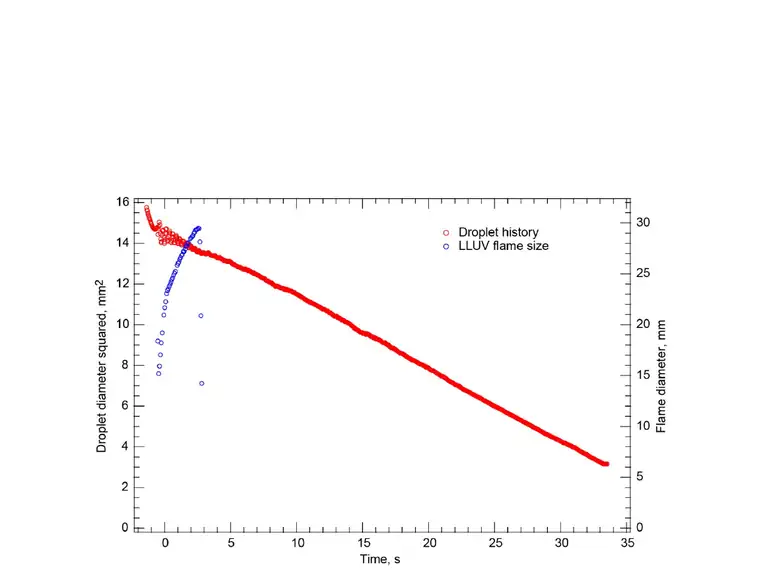 16
14
12
10
8
6
4
2
0
Droplet diameter squared, mm2
Droplet history
LLUV flame size
30
25
20
15
10
5
0
Flame diameter, mm
0 5 10 15 20 25 30 35
Time, s